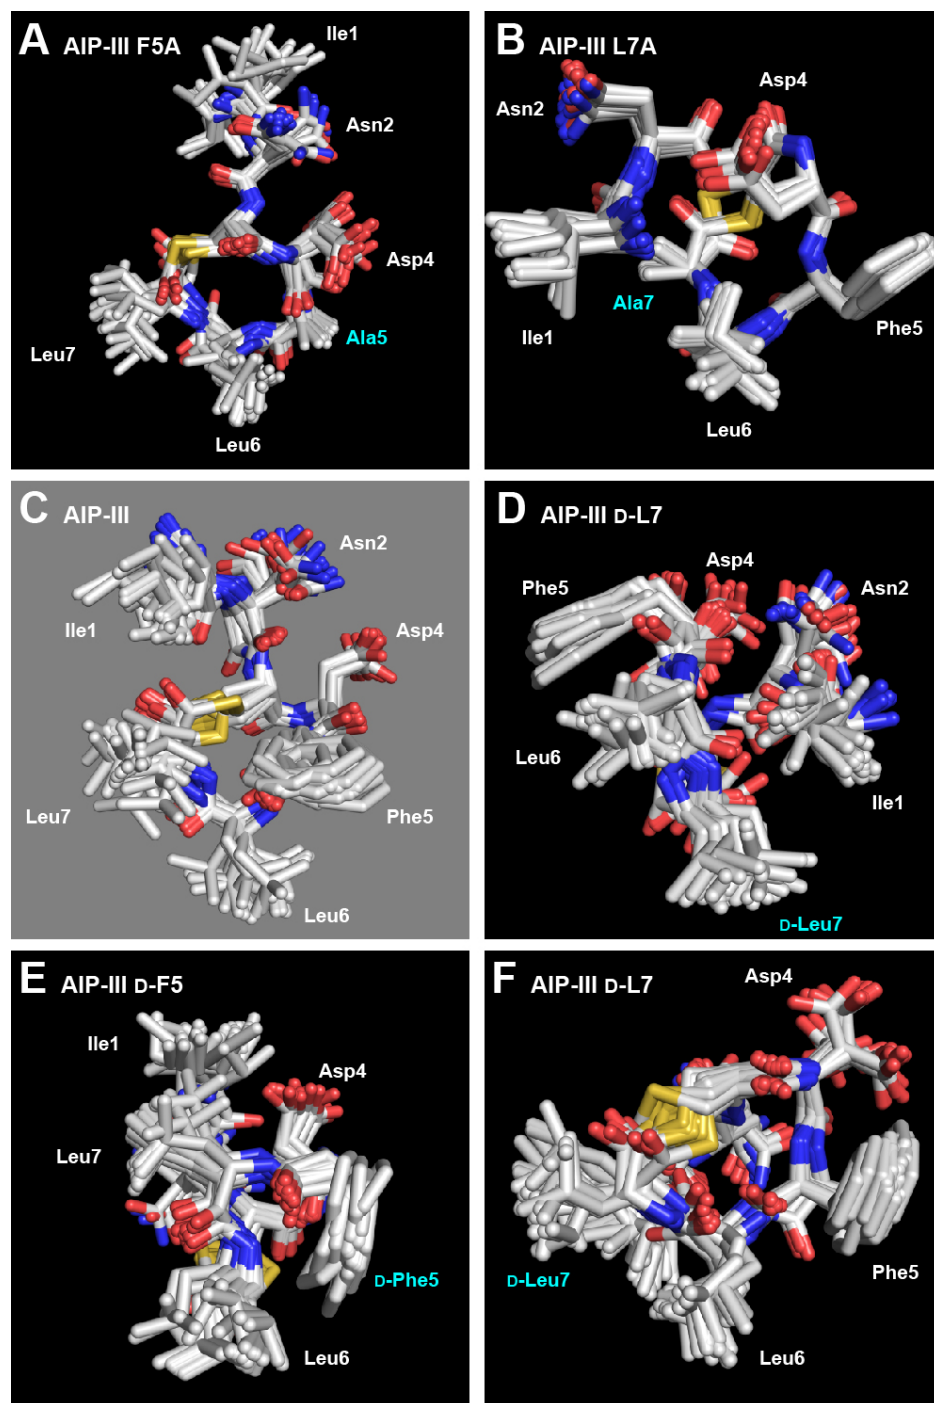 A AIP-III F5A
Ile1
Asn2
Asp4
Ala5
Leu7
Leu6
B AIP-III L7A
Asp4
Asn2
Ala7
Ile1
Phe5
Leu6
C AIP-III
Asn2
Ile1
Asp4
Leu7
Phe5
Leu6
D AIP-III D-L7
Asp4
Phe5
Asn2
Leu6
Ile1
D-Leu7
E AIP-III D-F5
Ile1
Asp4
Leu7
D-Phe5
Leu6
F AIP-III D-L7
Asp4
D-Leu7
Phe5
Leu6